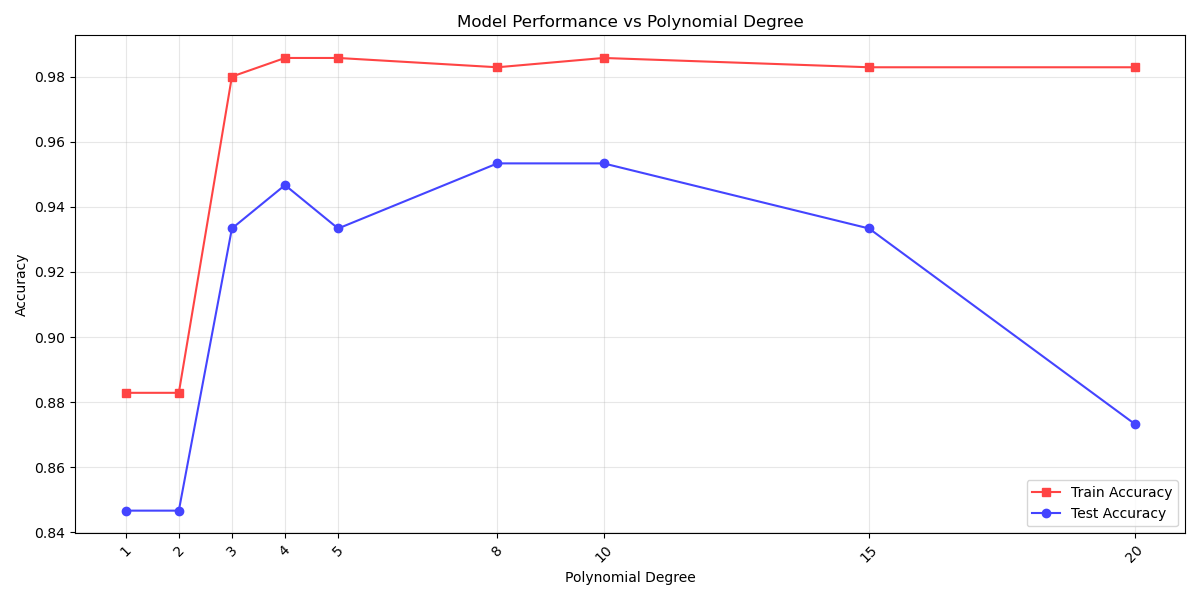 Model Performance vs Polynomial Degree
Accuracy
0.98
0.96
0.94
0.92
0.90
0.88
0.86
0.84
Train Accuracy
Test Accuracy
1 2 3 4 5 8 10 15 20
Polynomial Degree